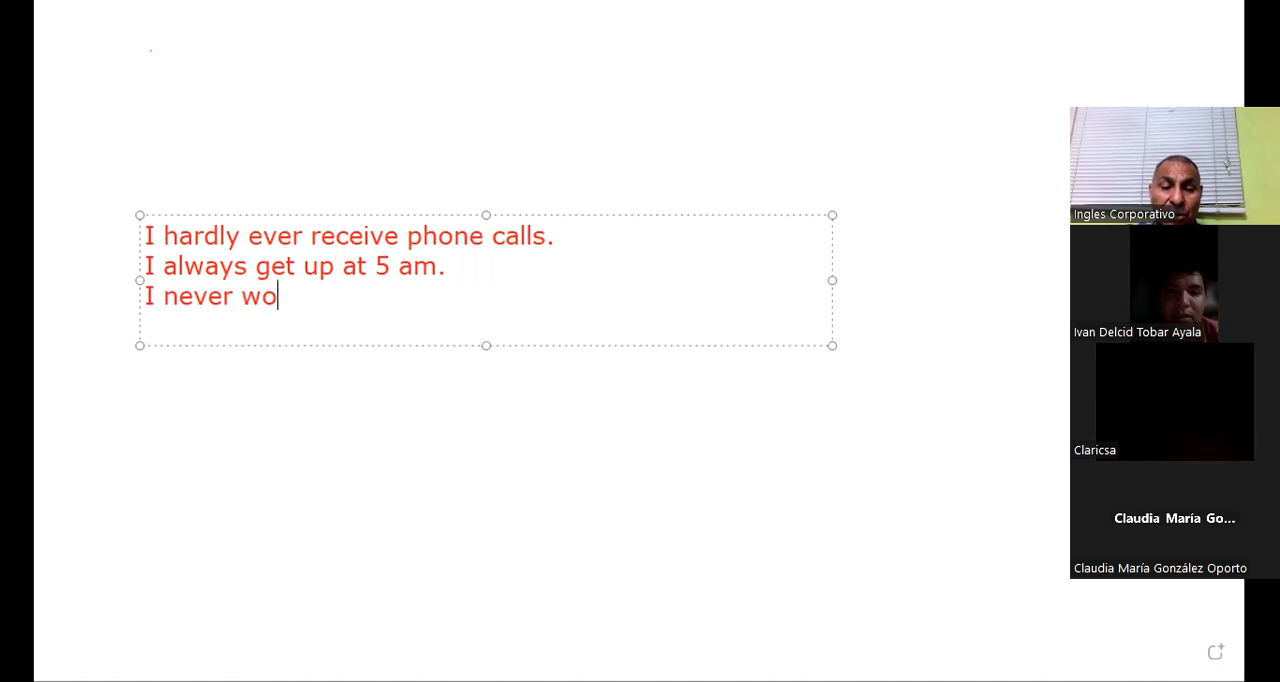 I hardly ever receive phone calls.
I always get up at 5 am.
I never wo
Ingles Corporativo
Ivan Delcid Tobar Ayala
Claricsa
Claudia María Go...
Claudia María González Oporto